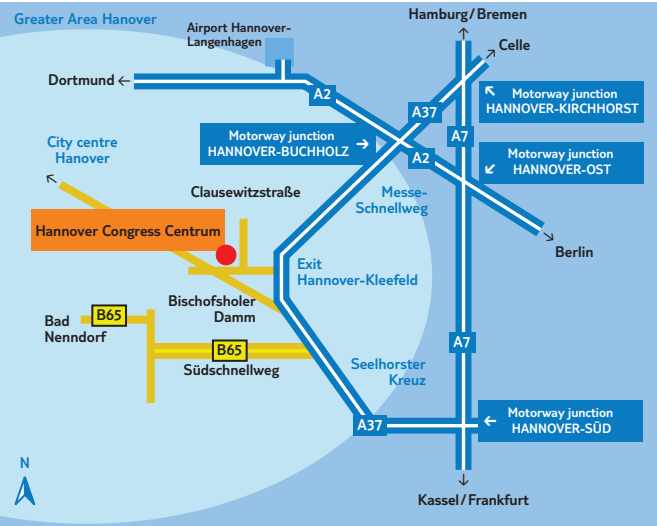 Greater Area Hanover
Hamburg/Bremen
Airport Hannover-
Langenhagen
Celle
Dortmund
A2
A37
Motorway junction
HANNOVER-KIRCHHORST
Motorway junction
HANNOVER-BUCHHOLZ
A7
City centre
Hanover
A2
Motorway junction
HANNOVER-OST
Clausewitzstraße
Messe-
Schnellweg
Hannover Congress Centrum
Berlin
Exit
Hannover-Kleefeld
Bischofsholer
Damm
Bad
Nenndorf
B65
B65
Südschnellweg
A7
Seelhorster
Kreuz
A37
Motorway junction
HANNOVER-SÜD
N
Kassel/Frankfurt